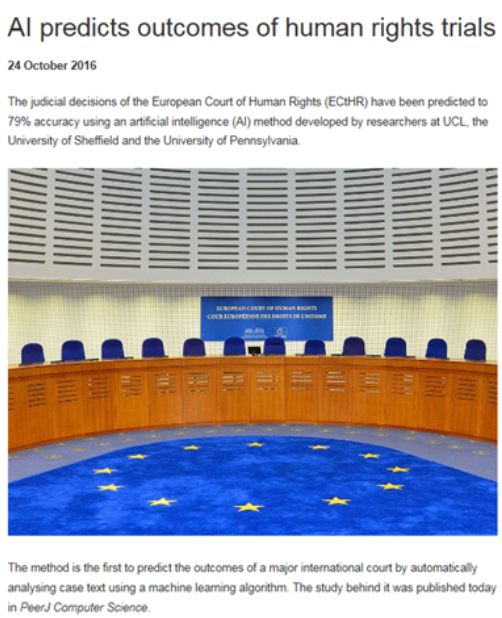 AI predicts outcomes of human rights trials
24 October 2016
The judicial decisions of the European Court of Human Rights (ECtHR) have been predicted to
79% accuracy using an artificial intelligence (AI) method developed by researchers at UCL, the
University of Sheffield and the University of Pennsylvania.
EUROPEAN COURT OF HUMAN RIGHTS
COUR EUROPÉENNE DES DROITS DE L'HOMME
The method is the first to predict the outcomes of a major international court by automatically
analysing case text using a machine learning algorithm. The study behind it was published today
in PeerJ Computer Science.